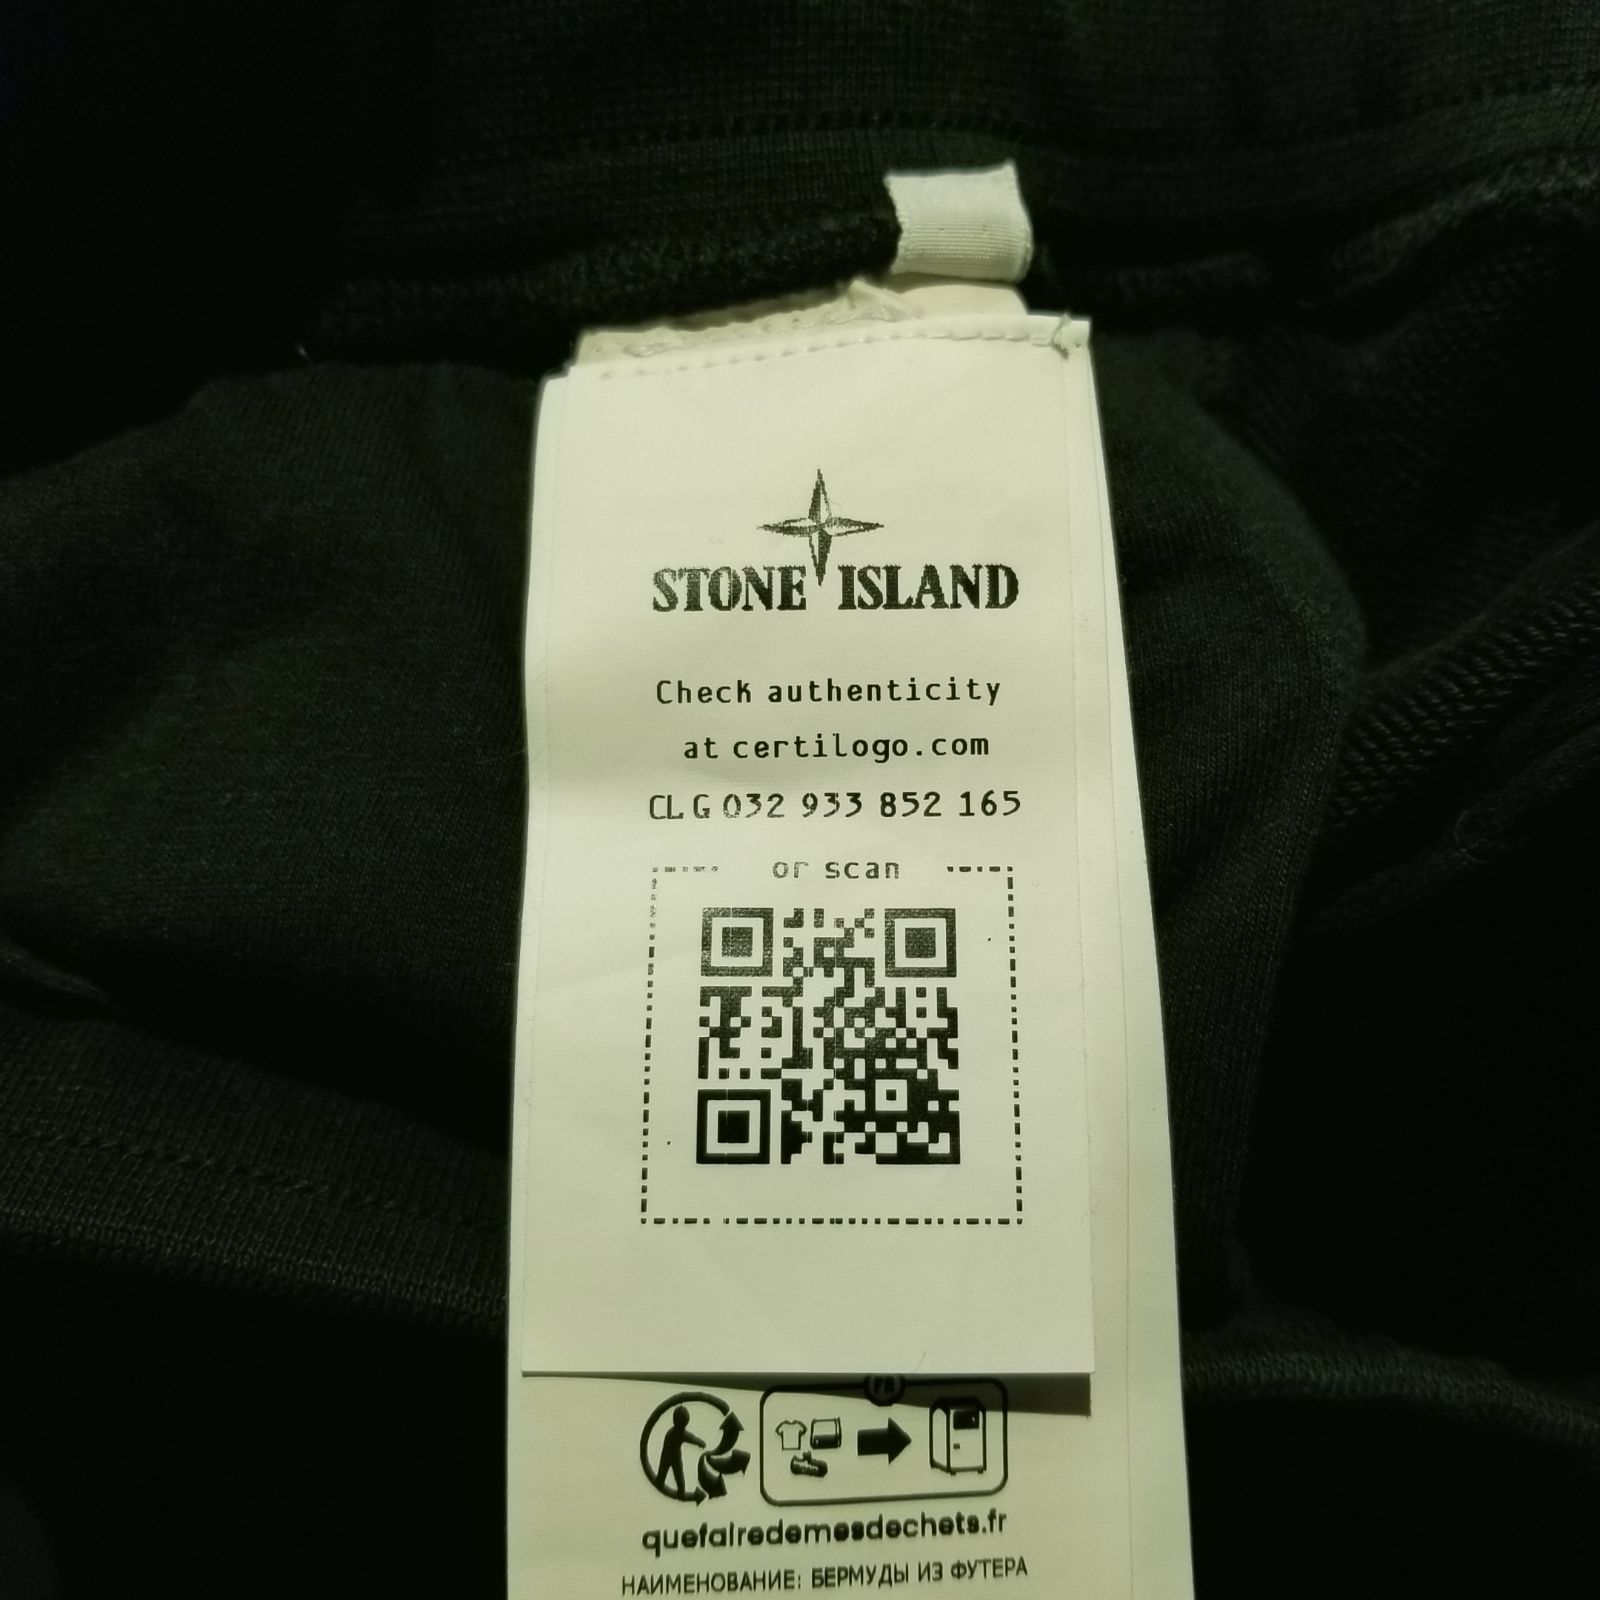 STONE ISLAND
Check authenticity
at certilogo.com
CLG 032 933 852 165
or scan
FR
quefairedemesdechets.fr
НАИМЕНОВАНИЕ: БЕРМУДЫ ИЗ ФУТЕРА